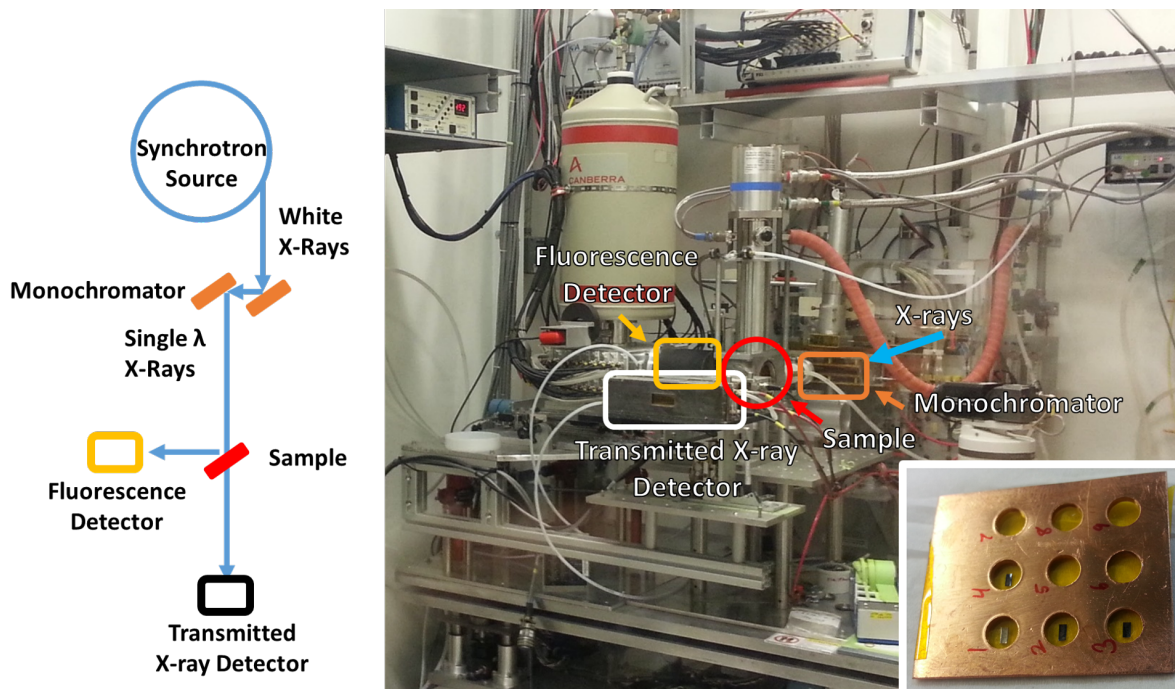 Synchrotron
Source
White
X-Rays
Monochromator
Single λ
X-Rays
Sample
Fluorescence
Detector
Transmitted
X-ray Detector
CANBERRA
Fluorescence
Detector
X-rays
Monochromator
Sample
Transmitted X-ray
Detector
7 8 9
4 5 6
1 2 3